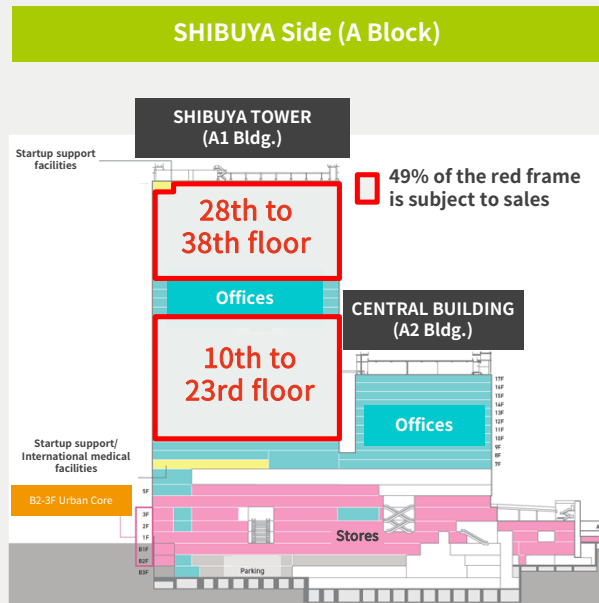 SHIBUYA Side (A Block)
SHIBUYA TOWER
(A1 Bldg.)
Startup support
facilities
49% of the red frame
is subject to sales
28th to
38th floor
Offices
CENTRAL BUILDING
(A2 Bldg.)
10th to
23rd floor
17F
16F
15F
14F
13F
12F
11F
10F
9F
8F
7F
Offices
Startup support/
International medical
facilities
B2-3F Urban Core
5F
3F
2F
1F
B1F
B2F
B3F
Stores
Parking
A